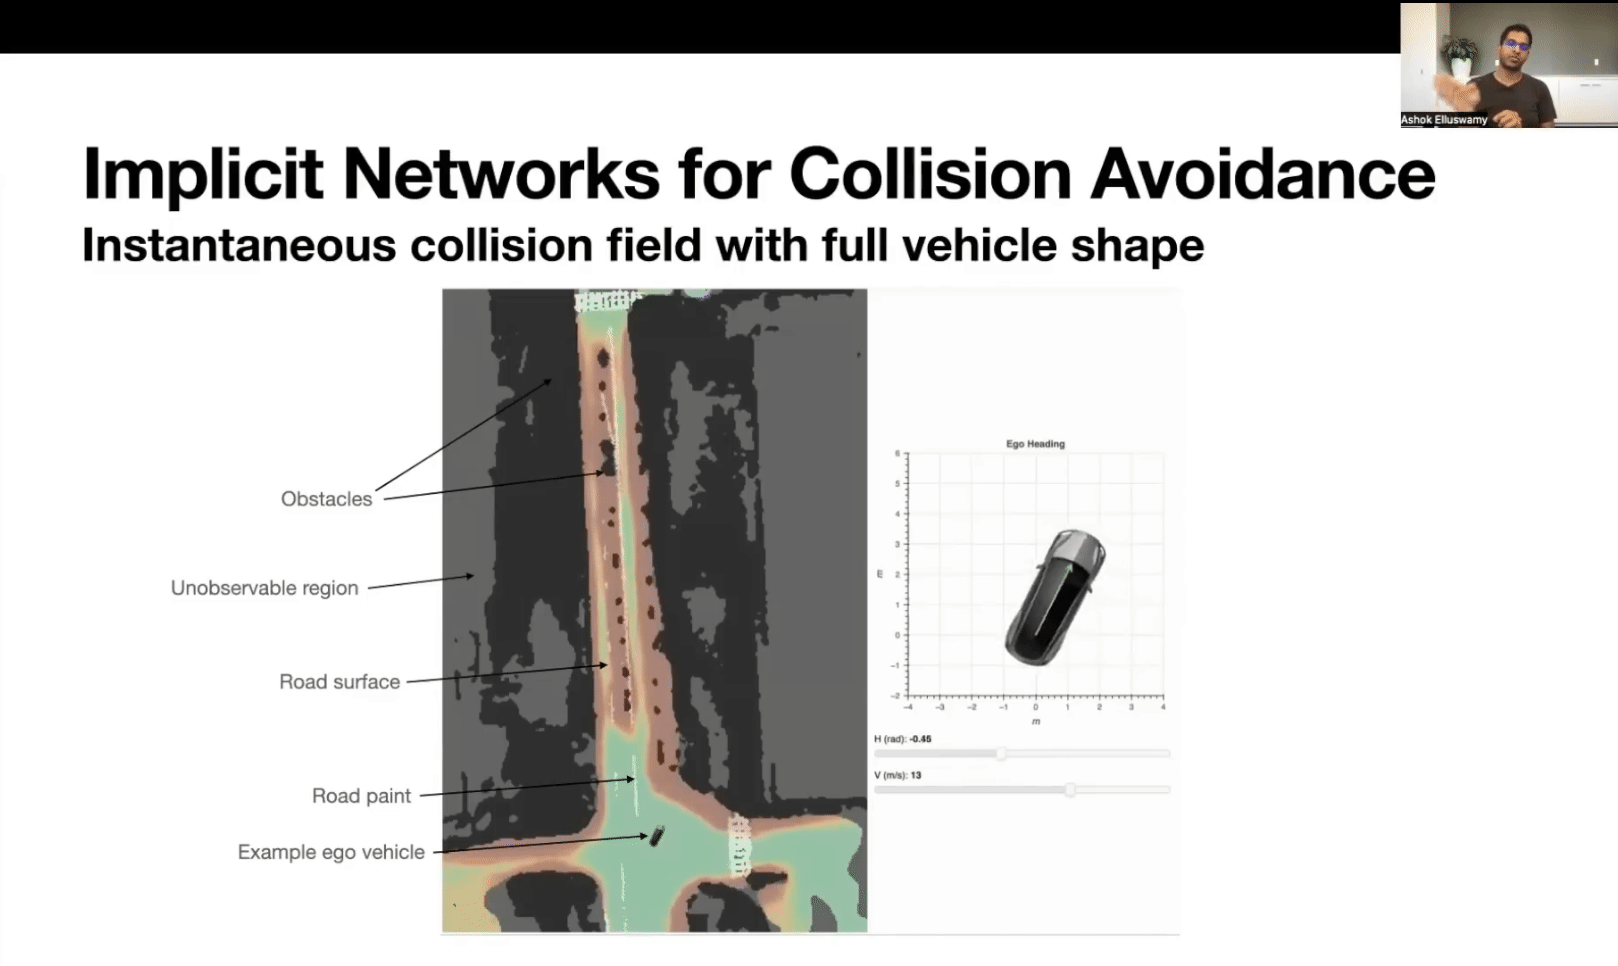 Ashok Elluswamy
Implicit Networks for Collision Avoidance
Instantaneous collision field with full vehicle shape
Obstacles
Unobservable region
Road surface
Road paint
Example ego vehicle
Ego Heading
6
5
4
3
2
1
0
-1
-2
m
-4 -3 -2 -1 0 1 2 3 4
m
H (rad): -0.45
V (m/s): 13